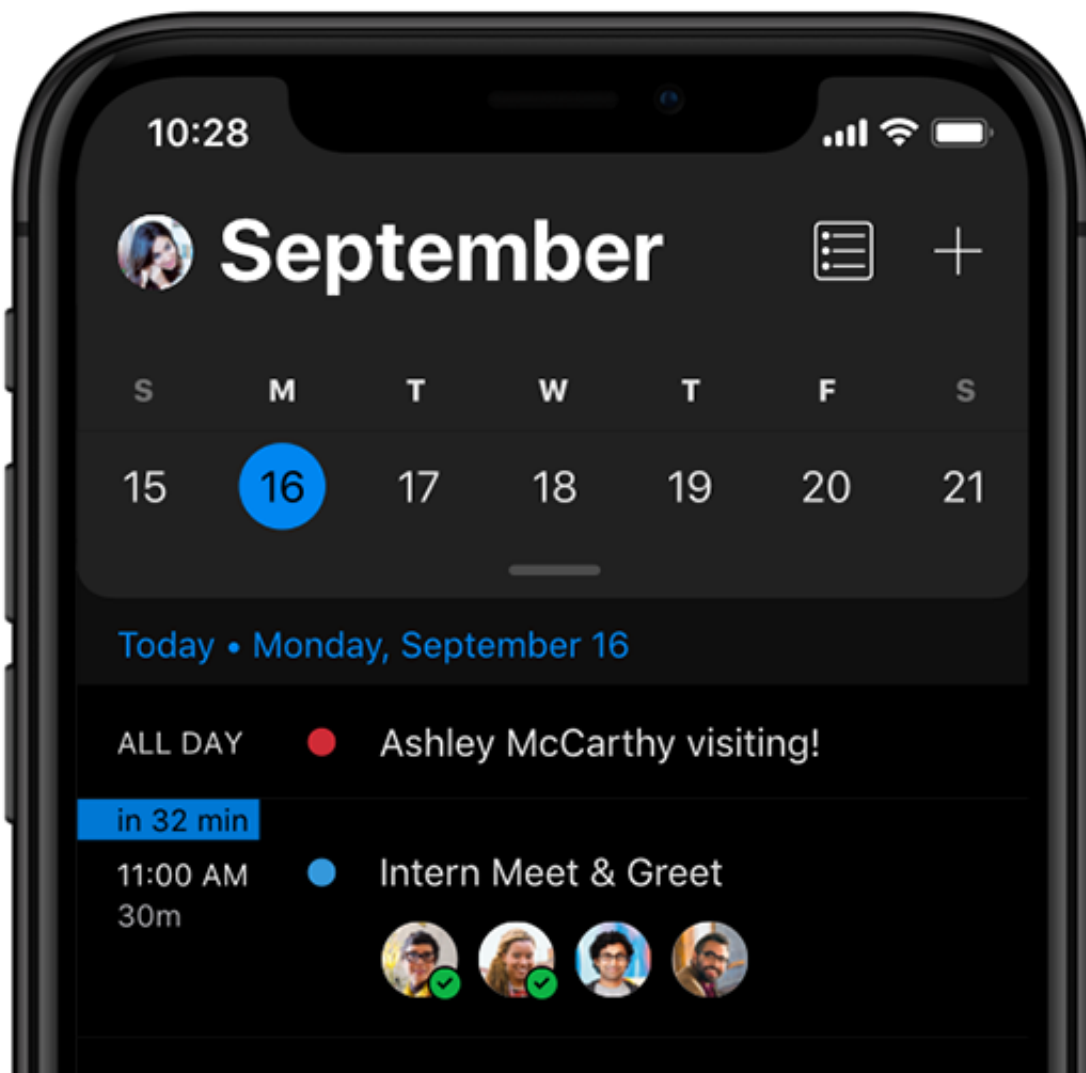 10:28
September
S M T W T F S
15 16 17 18 19 20 21
Today • Monday, September 16
ALL DAY Ashley McCarthy visiting!
in 32 min
11:00 AM Intern Meet & Greet
30m